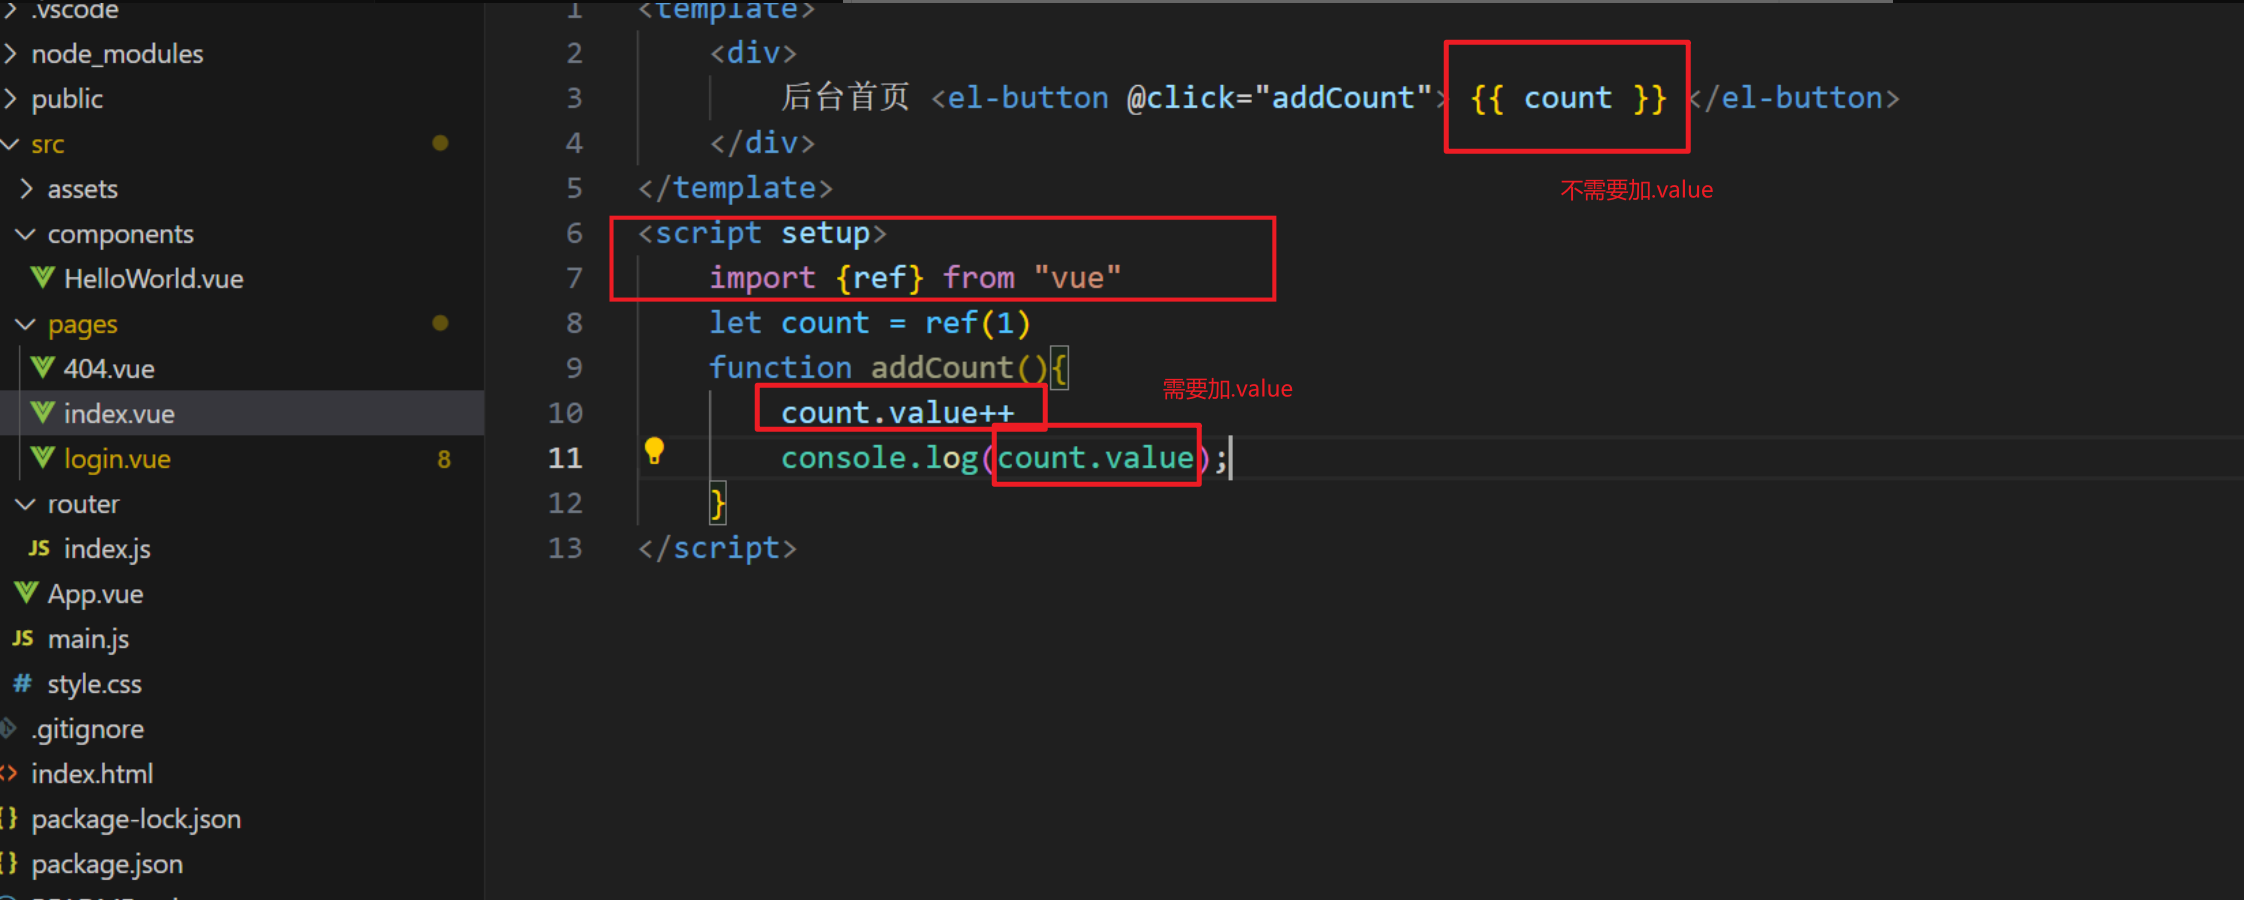 .vscode
node_modules
public
src
assets
components
HelloWorld.vue
pages
404.vue
index.vue
login.vue 8
router
JS index.js
App.vue
JS main.js
# style.css
.gitignore
<> index.html
{} package-lock.json
{} package.json
1 <template>
2 <div>
3 后台首页 <el-button @click="addCount"> {{ count }} </el-button>
4 </div>
5 </template>
不需要加.value
6 <script setup>
7 import {ref} from "vue"
8 let count = ref(1)
9 function addCount(){
需要加.value
10 count.value++
11 console.log(count.value);
12 }
13 </script>